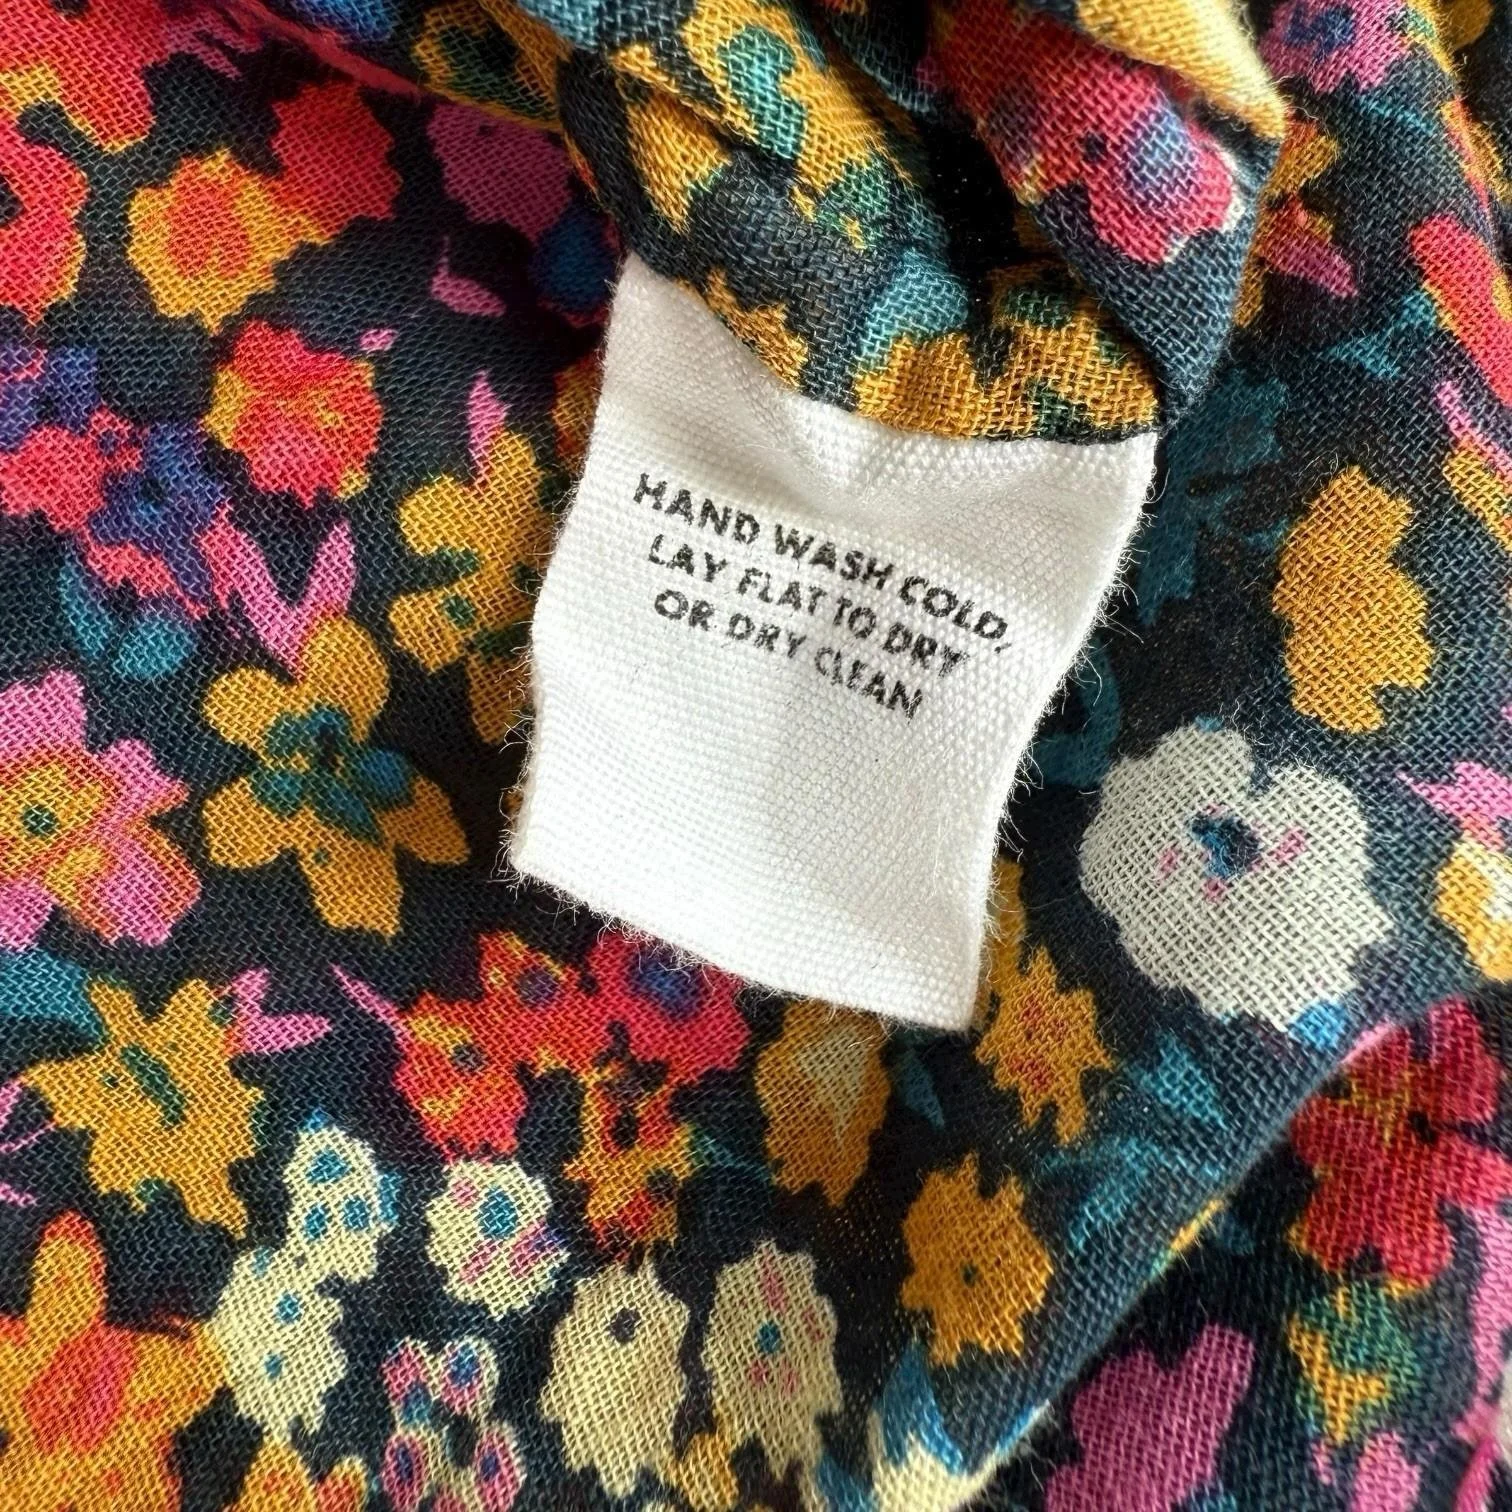 HAND WASH COLD,
LAY FLAT TO DRY
OR DRY CLEAN